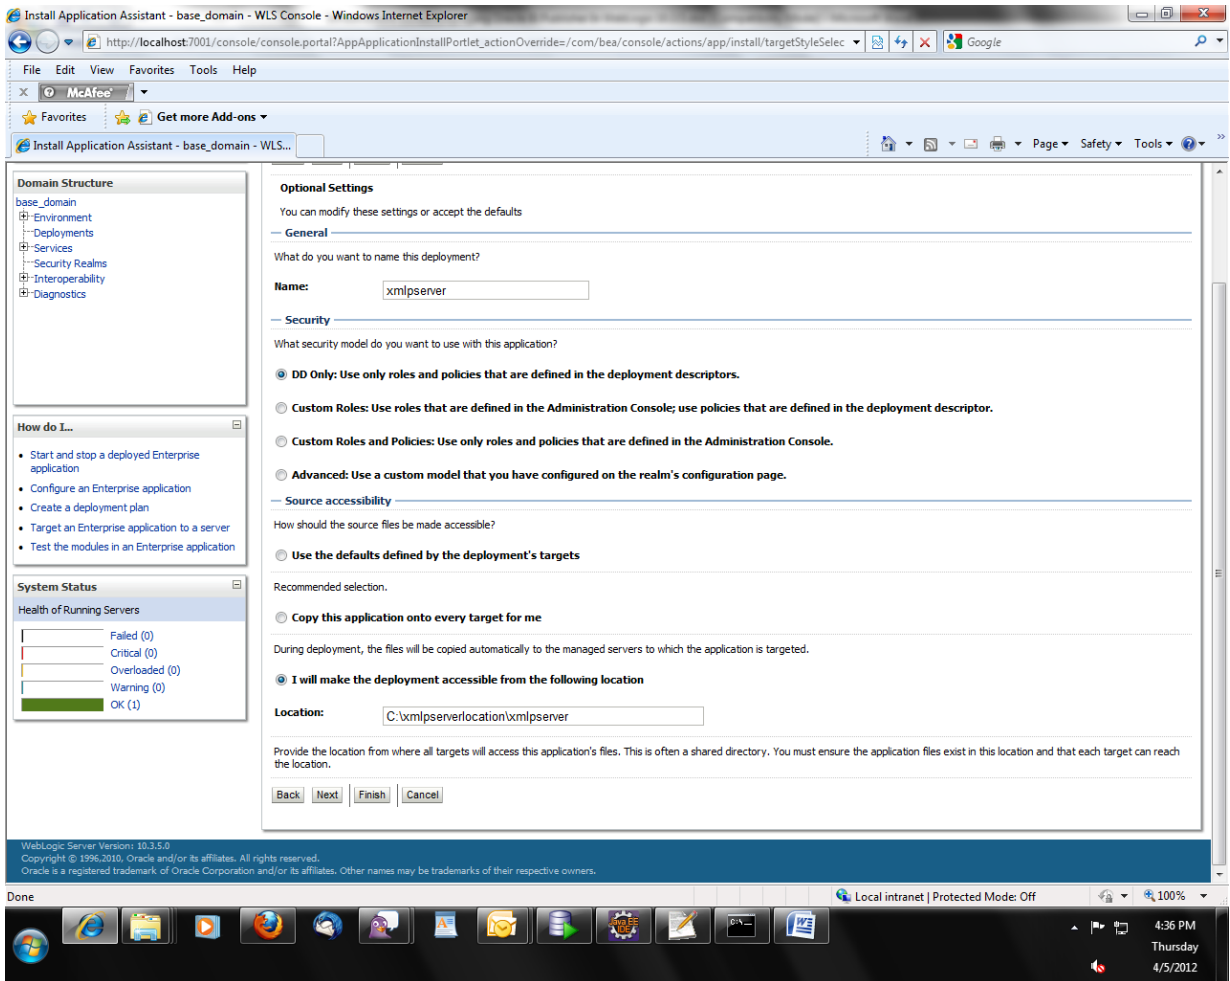 Install Application Assistant - base_domain - WLS Console - Windows Internet Explorer
http://localhost:7001/console/console.portal?AppApplicationInstallPortlet_actionOverride=/com/bea/console/actions/app/install/targetStyleSelec
Google
File Edit View Favorites Tools Help
McAfee
Favorites Get more Add-ons
Install Application Assistant - base_domain - WLS...
Page Safety Tools
Domain Structure
base_domain
Environment
Deployments
Services
Security Realms
Interoperability
Diagnostics
How do I...
Start and stop a deployed Enterprise
application
Configure an Enterprise application
Create a deployment plan
Target an Enterprise application to a server
Test the modules in an Enterprise application
System Status
Health of Running Servers
Failed (0)
Critical (0)
Overloaded (0)
Warning (0)
OK (1)
Optional Settings
You can modify these settings or accept the defaults
General
What do you want to name this deployment?
Name: xmlpserver
Security
What security model do you want to use with this application?
DD Only: Use only roles and policies that are defined in the deployment descriptors.
Custom Roles: Use roles that are defined in the Administration Console; use policies that are defined in the deployment descriptor.
Custom Roles and Policies: Use only roles and policies that are defined in the Administration Console.
Advanced: Use a custom model that you have configured on the realm's configuration page.
Source accessibility
How should the source files be made accessible?
Use the defaults defined by the deployment's targets
Recommended selection.
Copy this application onto every target for me
During deployment, the files will be copied automatically to the managed servers to which the application is targeted.
I will make the deployment accessible from the following location
Location: C:\xmlpserverlocation\xmlpserver
Provide the location from where all targets will access this application's files. This is often a shared directory. You must ensure the application files exist in this location and that each target can reach
the location.
Back Next Finish Cancel
WebLogic Server Version: 10.3.5.0
Copyright © 1996,2010, Oracle and/or its affiliates. All rights reserved.
Oracle is a registered trademark of Oracle Corporation and/or its affiliates. Other names may be trademarks of their respective owners.
Done
Local intranet | Protected Mode: Off
100%
Java EE
IDE
C:\
4:36 PM
Thursday
4/5/2012